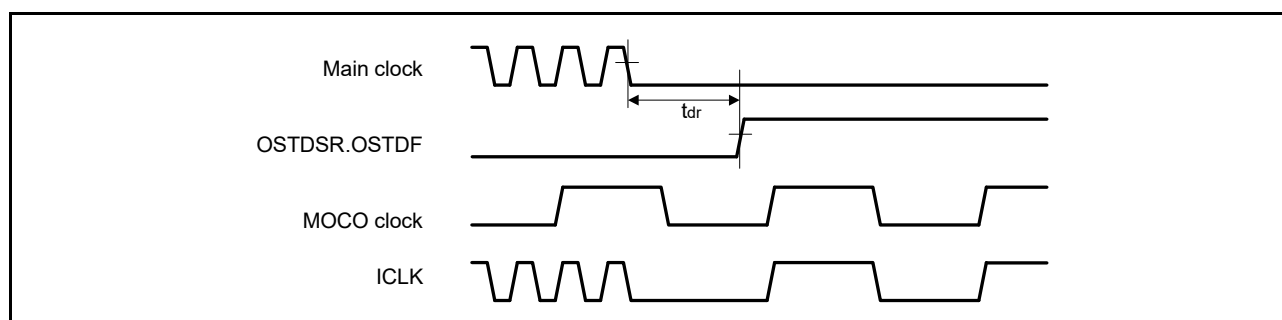 Main clock
tdr
OSTDSR.OSTDF
MOCO clock
ICLK